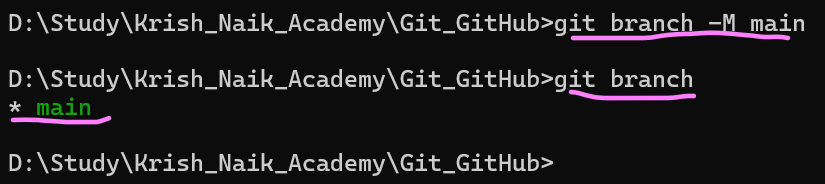 D:\Study\Krish_Naik_Academy\Git_GitHub>git branch -M main
D:\Study\Krish_Naik_Academy\Git_GitHub>git branch
* main
D:\Study\Krish_Naik_Academy\Git_GitHub>